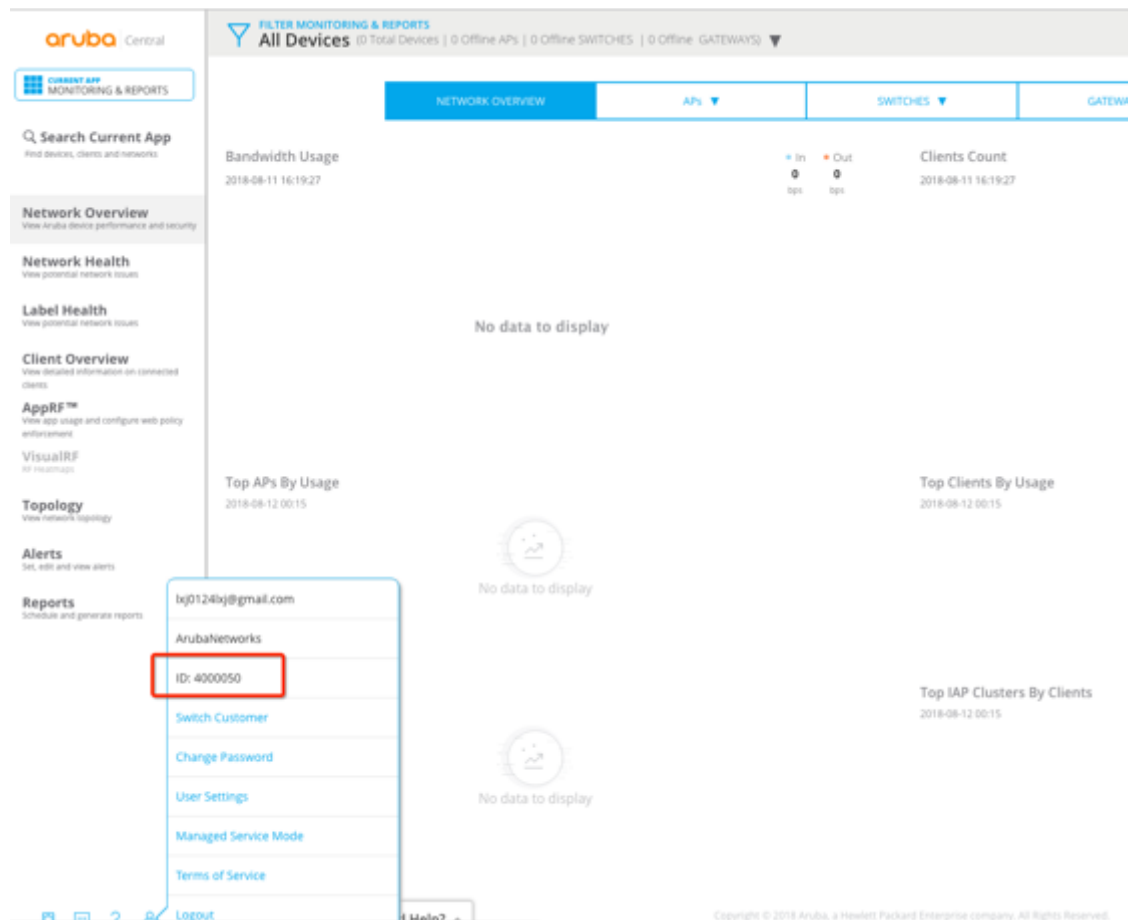 aruba Central
CURRENT APP
MONITORING & REPORTS
Search Current App
Find devices, clients and networks
Network Overview
View Aruba device performance and security
Network Health
View potential network issues
Label Health
View potential network issues
Client Overview
View detailed information on connected
clients
AppRF™
View app usage and configure web policy
enforcement
VisualRF
RF Heatmaps
Topology
View network topology
Alerts
Set, edit and view alerts
Reports
Schedule and generate reports
FILTER MONITORING & REPORTS
All Devices (0 Total Devices | 0 Offline APs | 0 Offline SWITCHES | 0 Offline GATEWAYS) ▼
NETWORK OVERVIEW
APs ▼
SWITCHES ▼
GATEWA
Bandwidth Usage
2018-08-11 16:19:27
In Out
0 0
bps bps
Clients Count
2018-08-11 16:19:27
No data to display
Top APs By Usage
2018-08-12 00:15
No data to display
Top Clients By Usage
2018-08-12 00:15
No data to display
Top IAP Clusters By Clients
2018-08-12 00:15
lxj0124lxj@gmail.com
ArubaNetworks
ID: 4000050
Switch Customer
Change Password
User Settings
Managed Service Mode
Terms of Service
Logout
Help?
Copyright © 2018 Aruba, a Hewlett Packard Enterprise company. All Rights Reserved.